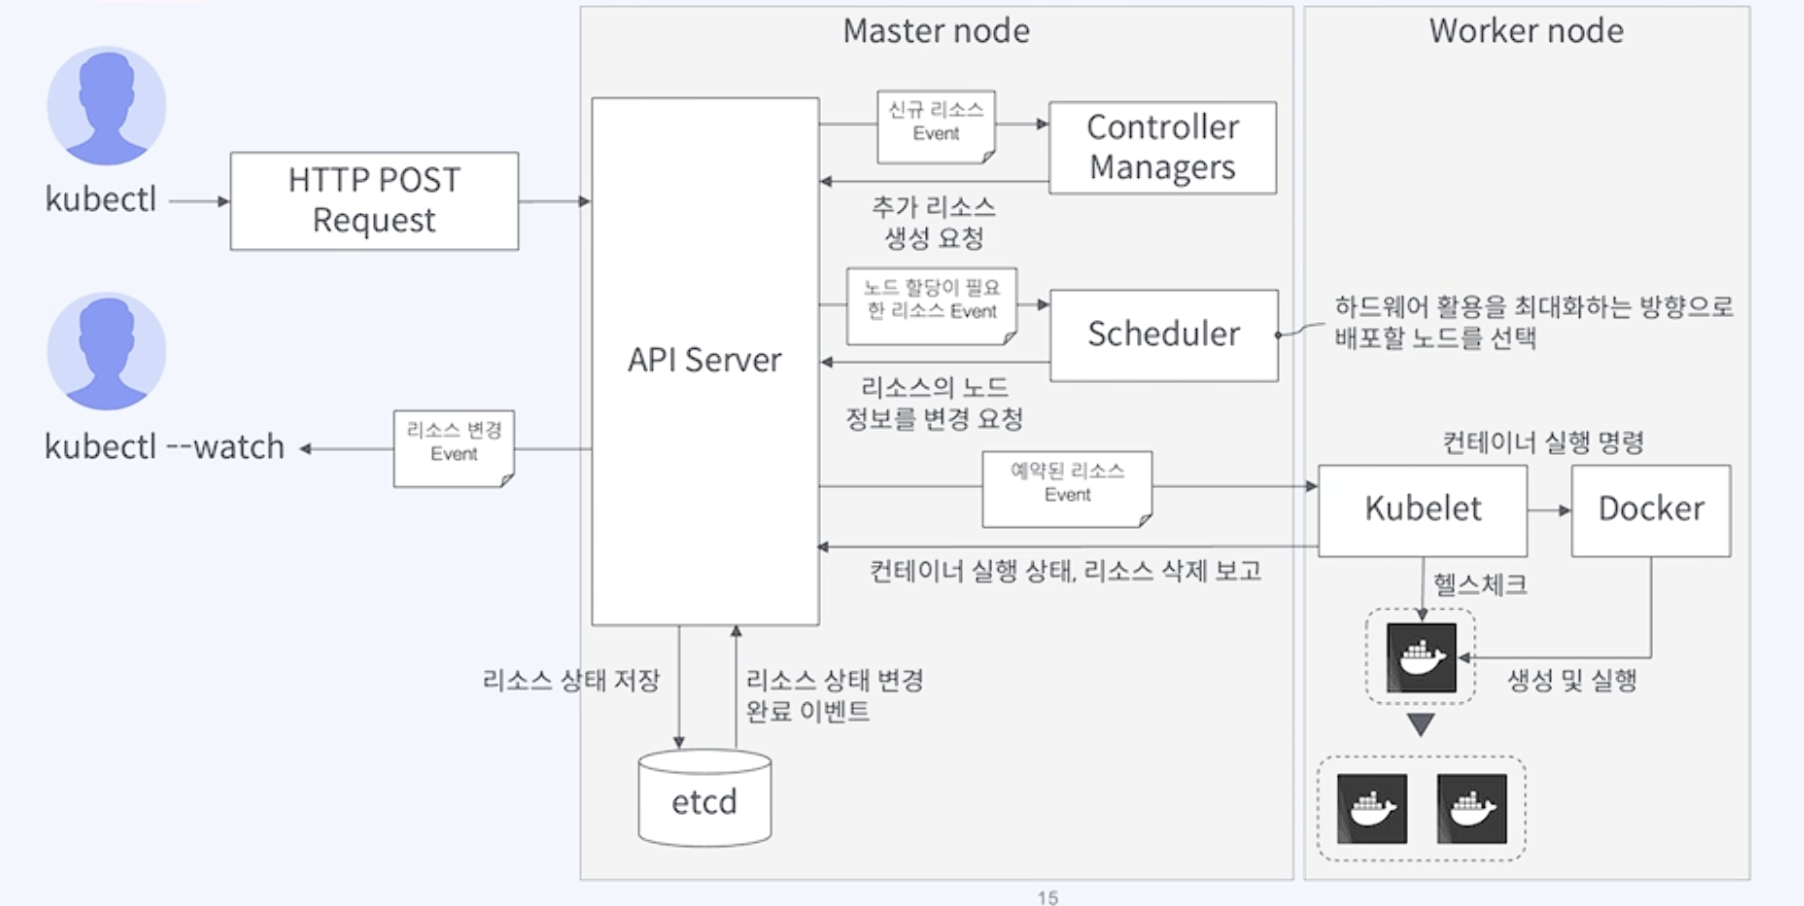 Master node
Worker node
kubectl
HTTP POST
Request
API Server
신규 리소스
Event
Controller
Managers
추가 리소스
생성 요청
노드 할당이 필요
한 리소스 Event
Scheduler
하드웨어 활용을 최대화하는 방향으로
배포할 노드를 선택
리소스의 노드
정보를 변경 요청
kubectl --watch
리소스 변경
Event
예약된 리소스
Event
컨테이너 실행 명령
Kubelet
Docker
컨테이너 실행 상태, 리소스 삭제 보고
헬스체크
생성 및 실행
리소스 상태 저장
리소스 상태 변경
완료 이벤트
etcd
15